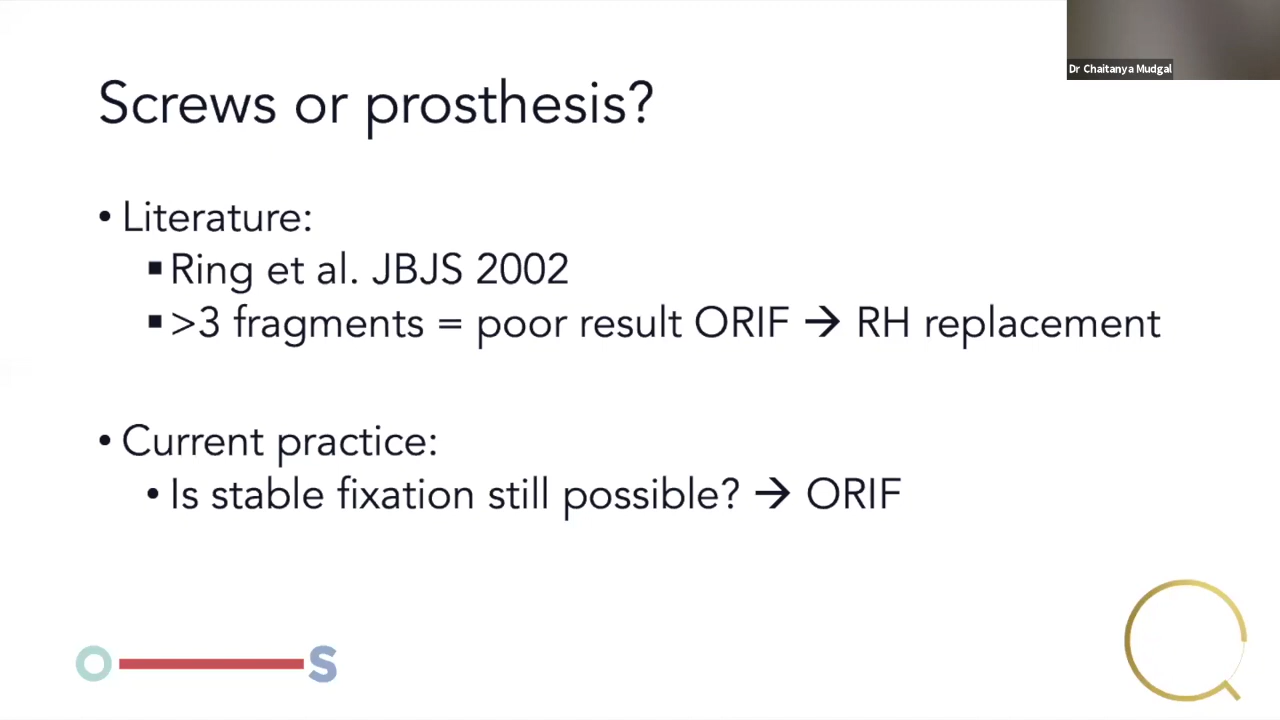 Dr Chaitanya Mudgal
Screws or prosthesis?
• Literature:
▪ Ring et al. JBJS 2002
▪ >3 fragments = poor result ORIF → RH replacement
• Current practice:
• Is stable fixation still possible? → ORIF
O S
Q